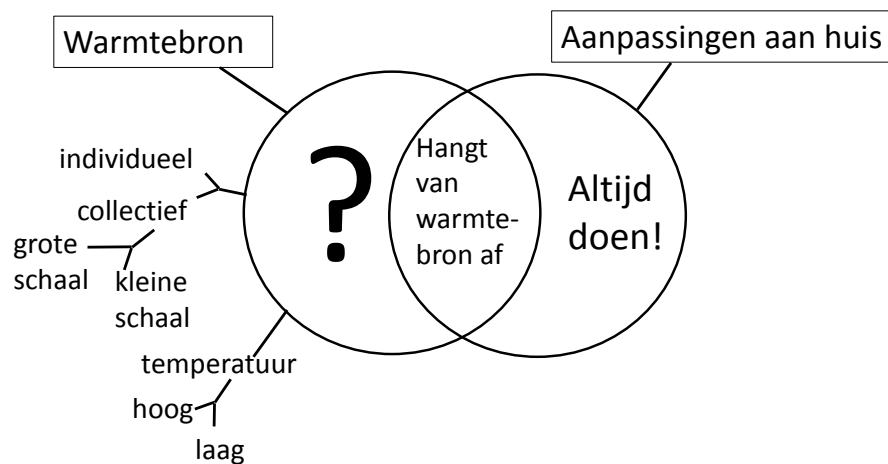 Warmtebron
Aanpassingen aan huis
individueel
collectief
grote
schaal
kleine
schaal
temperatuur
hoog
laag
?
Hangt
van
warmte-
bron af
Altijd
doen!